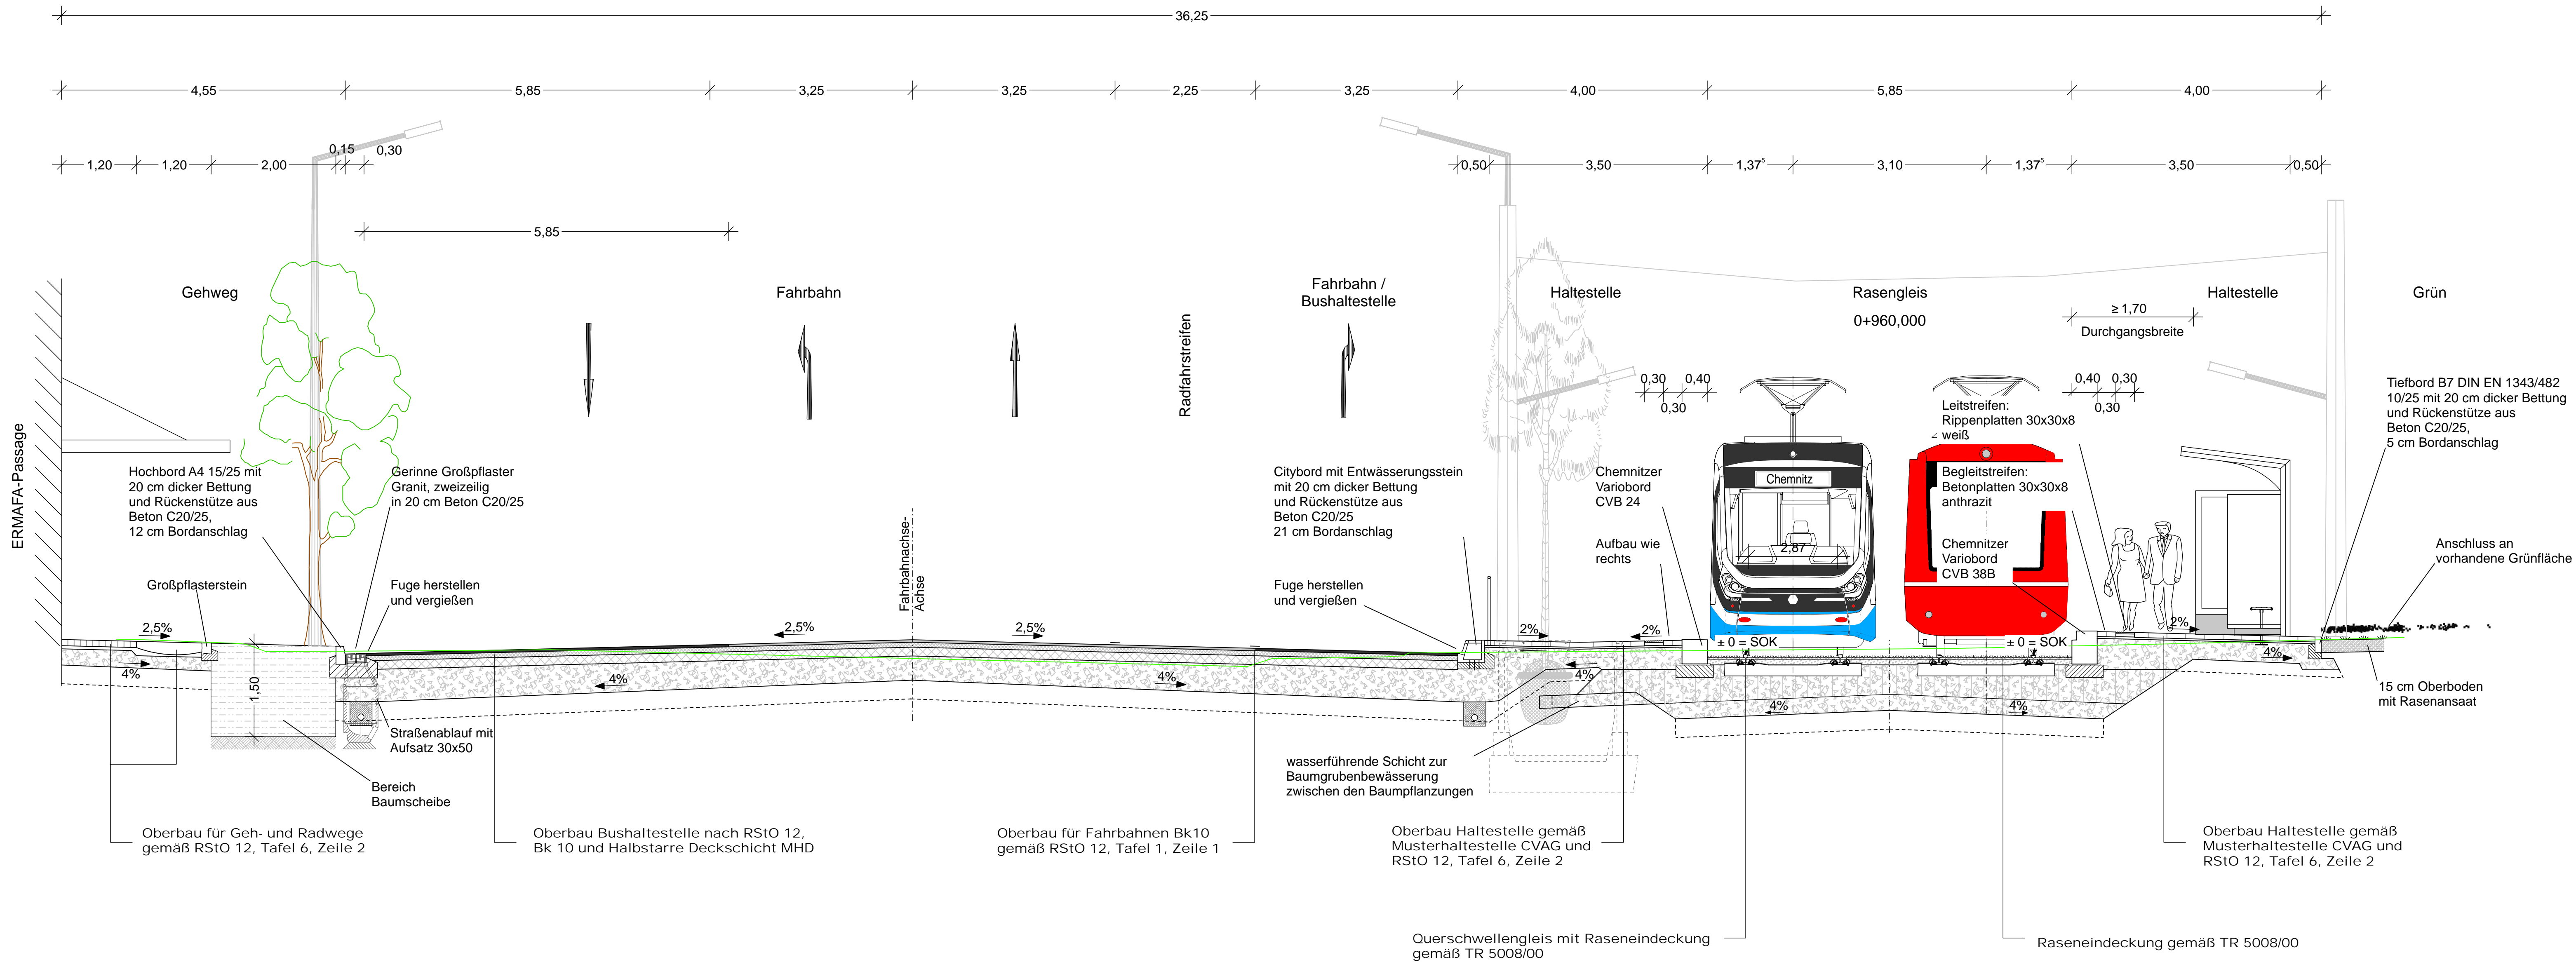 36,25
4,55
5,85
3,25
3,25
2,25
3,25
4,00
5,85
4,00
1,20
1,20
2,00
0,15
0,30
0,50
3,50
1,37⁵
3,10
1,37⁵
3,50
0,50
5,85
Gehweg
Fahrbahn
Radfahrstreifen
Fahrbahn /
Bushaltestelle
Haltestelle
Rasengleis
0+960,000
Haltestelle
Grün
≥ 1,70
Durchgangsbreite
0,30
0,40
0,30
0,40
0,30
0,30
ERMAFA-Passage
Hochbord A4 15/25 mit
20 cm dicker Bettung
und Rückenstütze aus
Beton C20/25,
12 cm Bordanschlag
Gerinne Großpflaster
Granit, zweizeilig
in 20 cm Beton C20/25
Großpflasterstein
Fuge herstellen
und vergießen
Fahrbahnachse-
Achse
Citybord mit Entwässerungsstein
mit 20 cm dicker Bettung
und Rückenstütze aus
Beton C20/25
21 cm Bordanschlag
Fuge herstellen
und vergießen
Chemnitzer
Variobord
CVB 24
Aufbau wie
rechts
Chemnitz
2,87
Leitstreifen:
Rippenplatten 30x30x8
weiß
Begleitstreifen:
Betonplatten 30x30x8
anthrazit
Chemnitzer
Variobord
CVB 38B
Tiefbord B7 DIN EN 1343/482
10/25 mit 20 cm dicker Bettung
und Rückenstütze aus
Beton C20/25,
5 cm Bordanschlag
Anschluss an
vorhandene Grünfläche
2,5%
2,5%
2,5%
2%
2%
± 0 = SOK
± 0 = SOK
2%
4%
1,50
4%
4%
4%
4%
4%
4%
15 cm Oberboden
mit Rasenansaat
Straßenablauf mit
Aufsatz 30x50
Bereich
Baumscheibe
wasserführende Schicht zur
Baumgrubenbewässerung
zwischen den Baumpflanzungen
Oberbau für Geh- und Radwege
gemäß RStO 12, Tafel 6, Zeile 2
Oberbau Bushaltestelle nach RStO 12,
Bk 10 und Halbstarre Deckschicht MHD
Oberbau für Fahrbahnen Bk10
gemäß RStO 12, Tafel 1, Zeile 1
Oberbau Haltestelle gemäß
Musterhaltestelle CVAG und
RStO 12, Tafel 6, Zeile 2
Oberbau Haltestelle gemäß
Musterhaltestelle CVAG und
RStO 12, Tafel 6, Zeile 2
Querschwellengleis mit Raseneindeckung
gemäß TR 5008/00
Raseneindeckung gemäß TR 5008/00